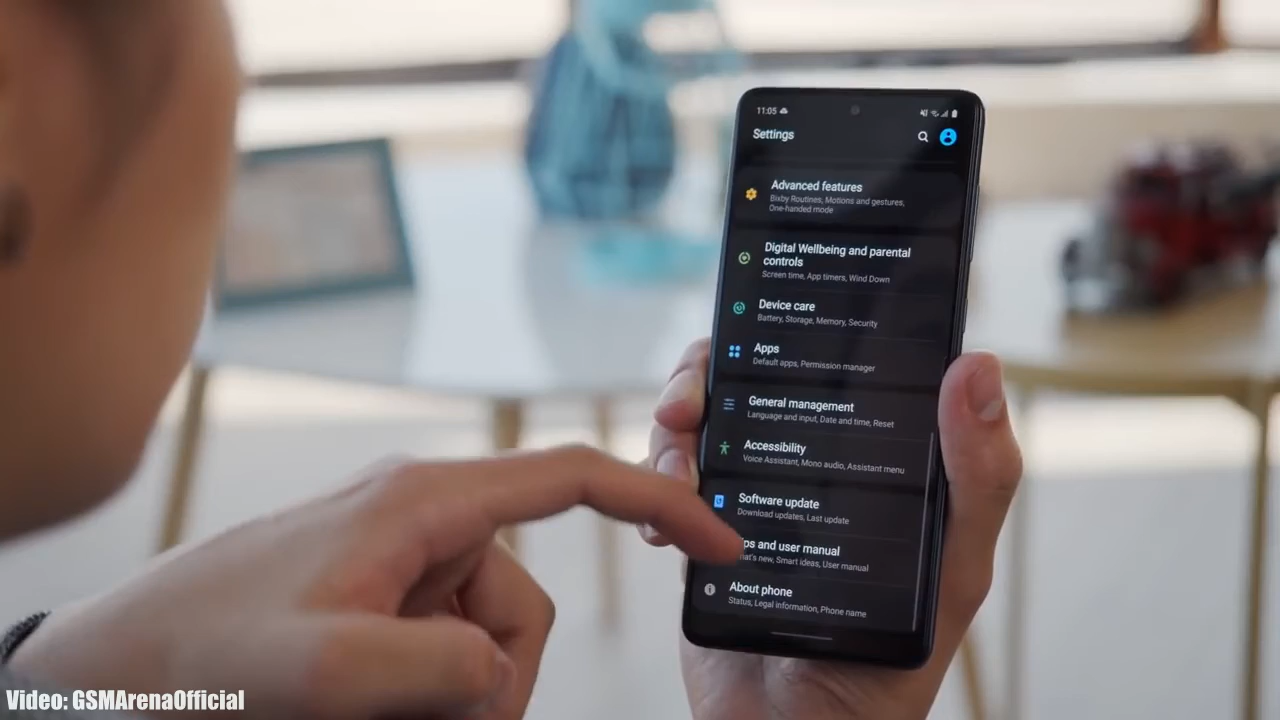 11:05
Settings
Advanced features
Bixby Routines, Motions and gestures,
One-handed mode
Digital Wellbeing and parental
controls
Screen time, App timers, Wind Down
Device care
Battery, Storage, Memory, Security
Apps
Default apps, Permission manager
General management
Language and input, Date and time, Reset
Accessibility
Voice Assistant, Mono audio, Assistant menu
Software update
Download updates, Last update
ps and user manual
hat's new, Smart ideas, User manual
About phone
Status, Legal information, Phone name
Video: GSMArenaOfficial